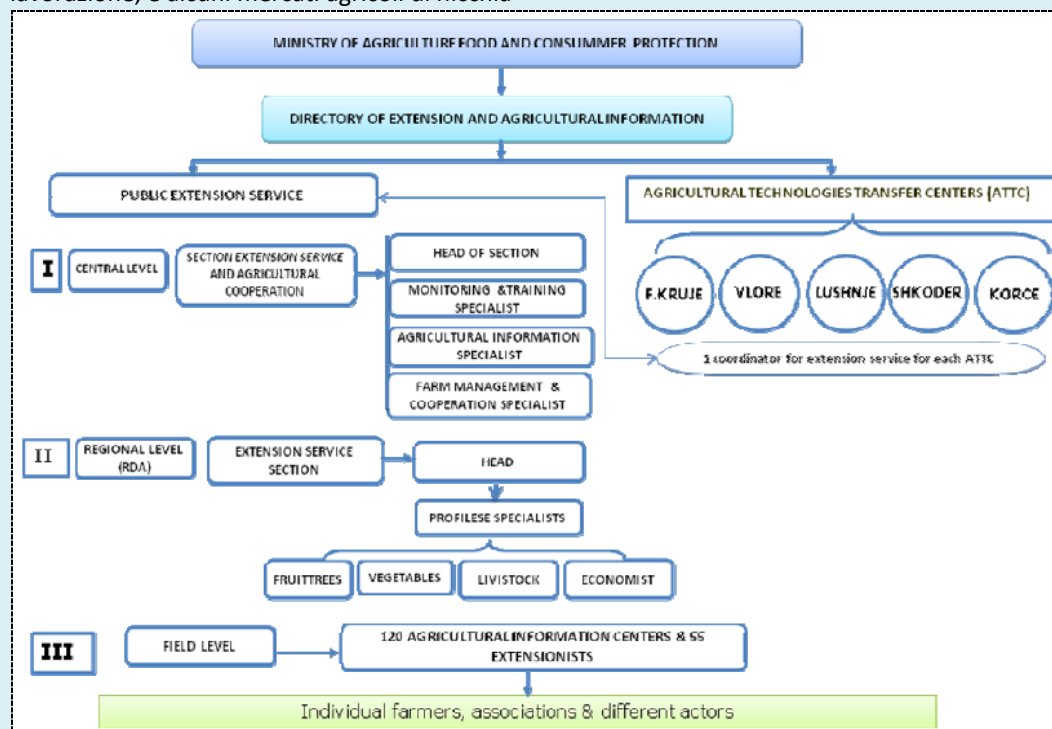 MINISTRY OF AGRICULTURE FOOD AND CONSUMMER PROTECTION
DIRECTORY OF EXTENSION AND AGRICULTURAL INFORMATION
PUBLIC EXTENSION SERVICE
AGRICULTURAL TECHNOLOGIES TRANSFER CENTERS (ATTC)
I
CENTRAL LEVEL
SECTION EXTENSION SERVICE
AND AGRICULTURAL
COOPERATION
HEAD OF SECTION
MONITORING &TRAINING
SPECIALIST
AGRICULTURAL INFORMATION
SPECIALIST
FARM MANAGEMENT &
COOPERATION SPECIALIST
F.KRUJE
VLORE
LUSHNJE
SHKODER
KORCE
1 coordinator for extension service for each ATTC
II
REGIONAL LEVEL
(RDA)
EXTENSION SERVICE
SECTION
HEAD
PROFILESE SPECIALISTS
FRUITTREES
VEGETABLES
LIVISTOCK
ECONOMIST
III
FIELD LEVEL
120 AGRICULTURAL INFORMATION CENTERS & 55
EXTENSIONISTS
Individual farmers, associations & different actors